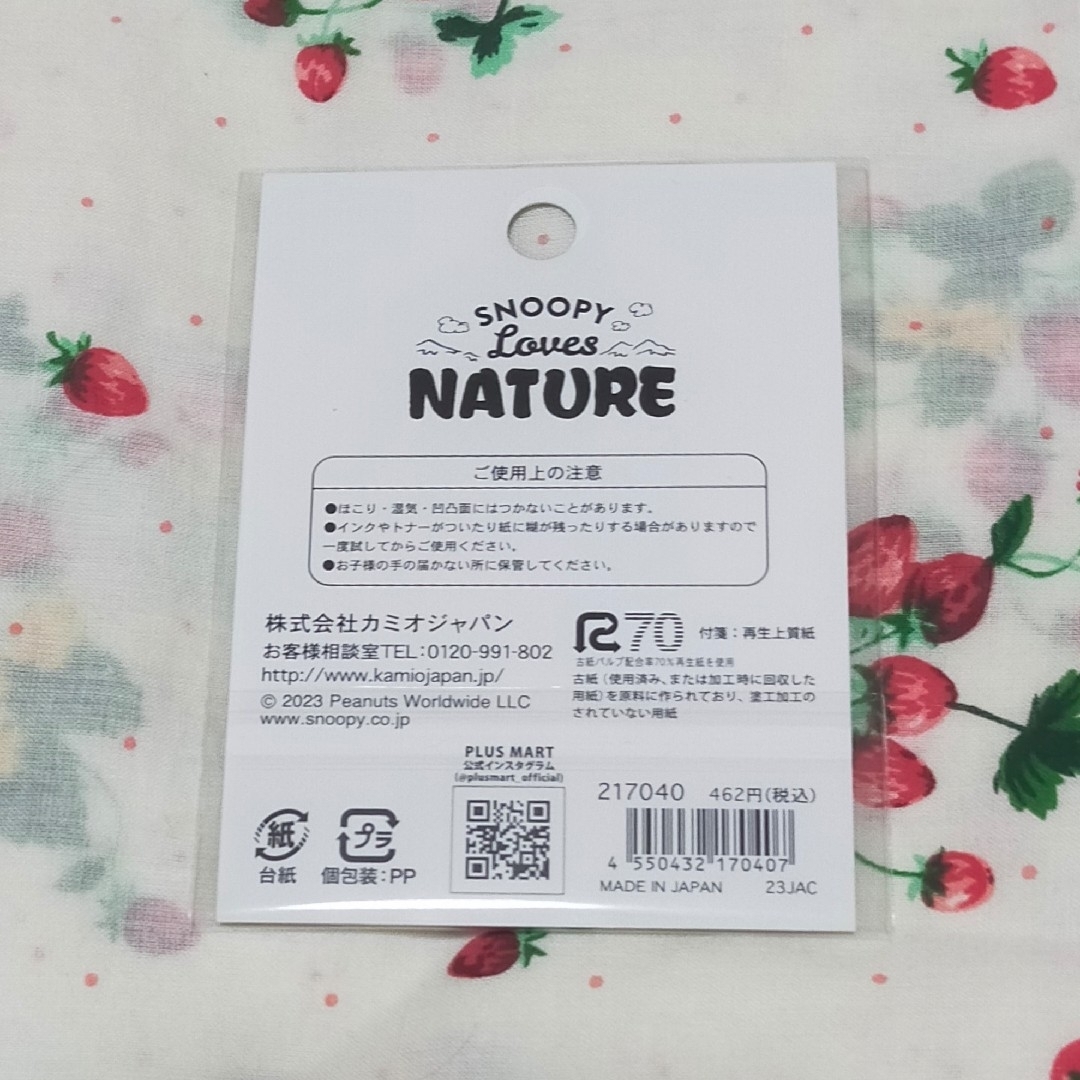 SNOOPY
Loves
NATURE
ご使用上の注意
●ほこり・湿気・凹凸面にはつかないことがあります。
●インクやトナーがついたり紙に糊が残ったりする場合がありますので
一度試してからご使用ください。
●お子様の手の届かない所に保管してください。
株式会社カミオジャパン
お客様相談室TEL:0120-991-802
http://www.kamiojapan.jp/
© 2023 Peanuts Worldwide LLC
www.snoopy.co.jp
R70
付箋：再生上質紙
古紙パルプ配合率70%再生紙を使用
古紙(使用済み、または加工時に回収した
用紙)を原料に作られており、塗工加工の
されていない用紙
PLUS MART
公式インスタグラム
(@plusmart_official)
紙
台紙
プラ
個包装：PP
217040 462円(税込)
4 550432 170407
MADE IN JAPAN 23JAC